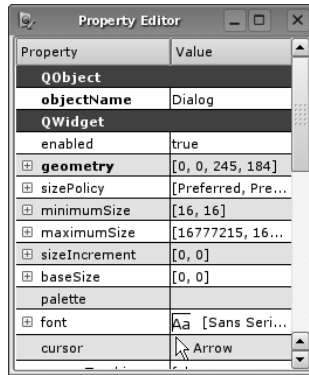 Property Editor
Property Value
QObject
objectName Dialog
QWidget
enabled true
geometry [0, 0, 245, 184]
sizePolicy [Preferred, Pre...
minimumSize [16, 16]
maximumSize [16777215, 16...
sizeIncrement [0, 0]
baseSize [0, 0]
palette
font Aa [Sans Seri...
cursor Arrow